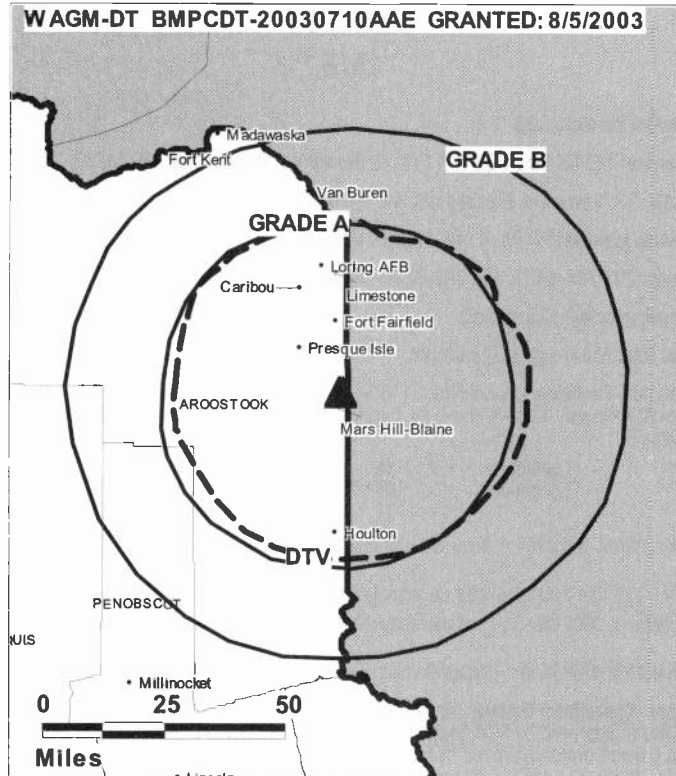 WAGM-DT BMPCDT-20030710AAE GRANTED: 8/5/2003
Madawaska
Fort Kent
GRADE B
Van Buren
GRADE A
Loring AFB
Caribou
Limestone
Fort Fairfield
Presque Isle
AROOSTOOK
Mars Hill-Blaine
Houlton
DTV
PENOBSCOT
QUIS
Millinocket
0 25 50
Miles